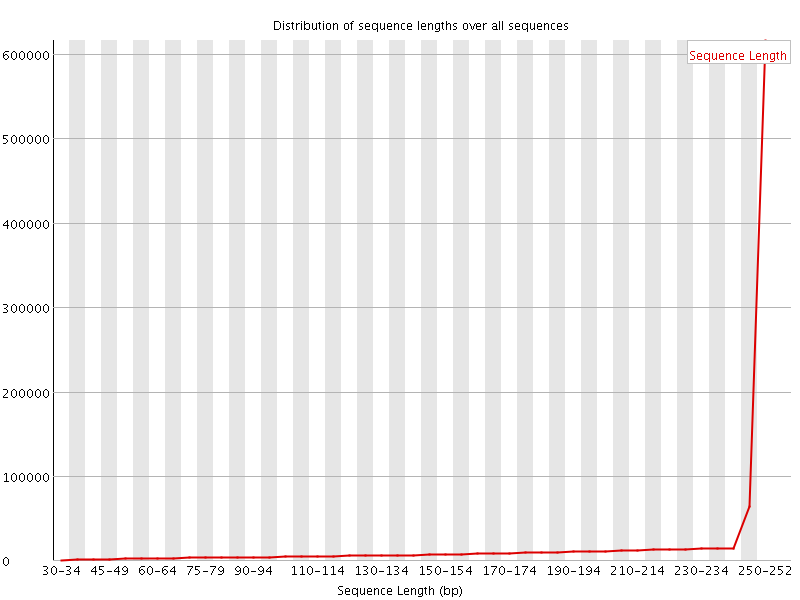 Distribution of sequence lengths over all sequences
Sequence Length
600000
500000
400000
300000
200000
100000
0
30-34 45-49 60-64 75-79 90-94 110-114 130-134 150-154 170-174 190-194 210-214 230-234 250-252
Sequence Length (bp)